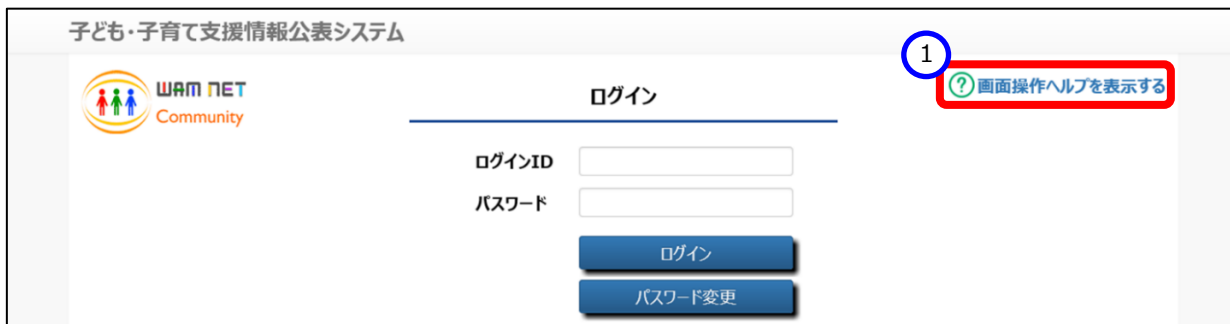 子ども・子育て支援情報公表システム
1
WAM NET
Community
ログイン
?画面操作ヘルプを表示する
ログインID
パスワード
ログイン
パスワード変更